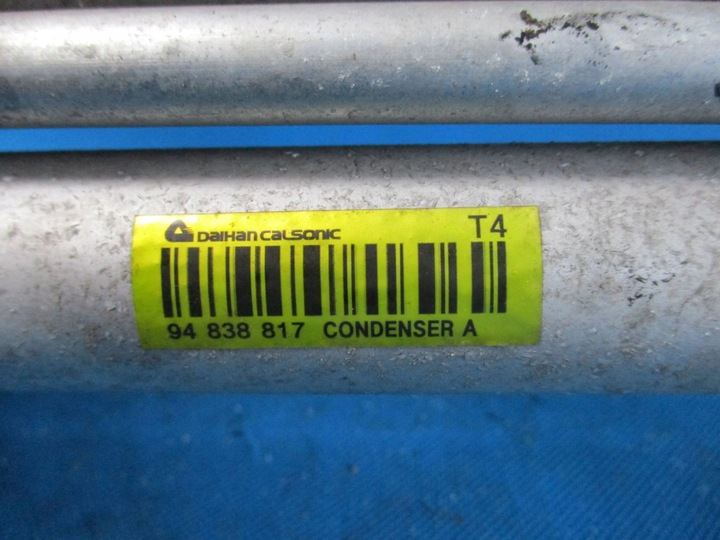 Daihan Calsonic T4
94 838 817 CONDENSER A